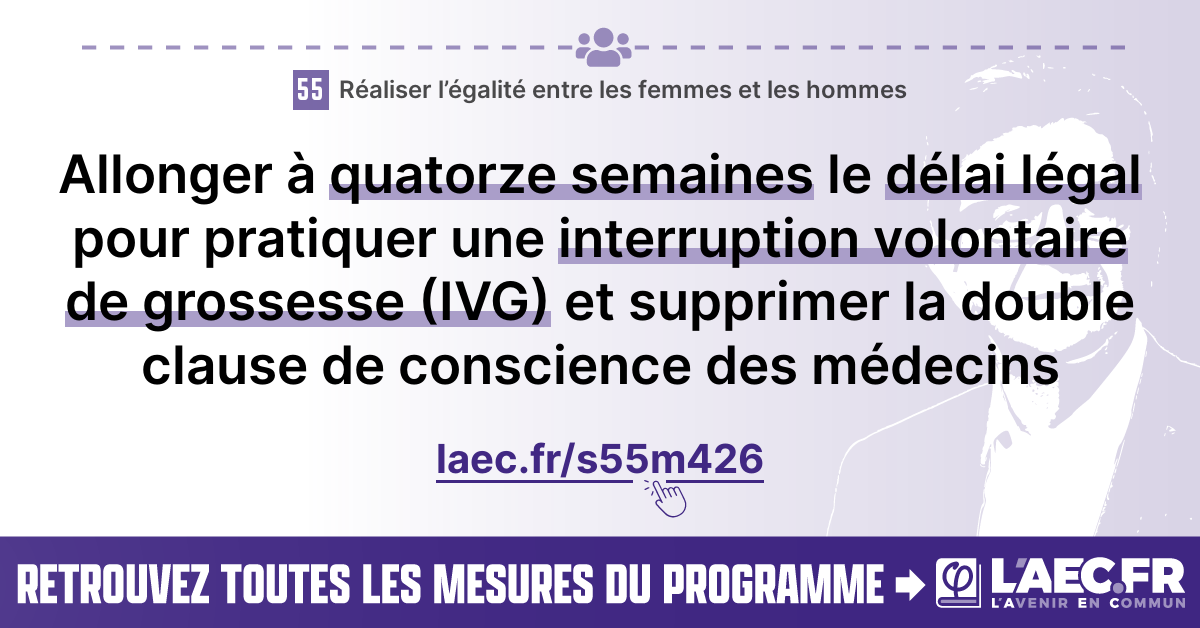 55 Réaliser l’égalité entre les femmes et les hommes
Allonger à quatorze semaines le délai légal
pour pratiquer une interruption volontaire
de grossesse (IVG) et supprimer la double
clause de conscience des médecins
laec.fr/s55m426
RETROUVEZ TOUTES LES MESURES DU PROGRAMME
φ
L'AEC.FR
L'AVENIR EN COMMUN